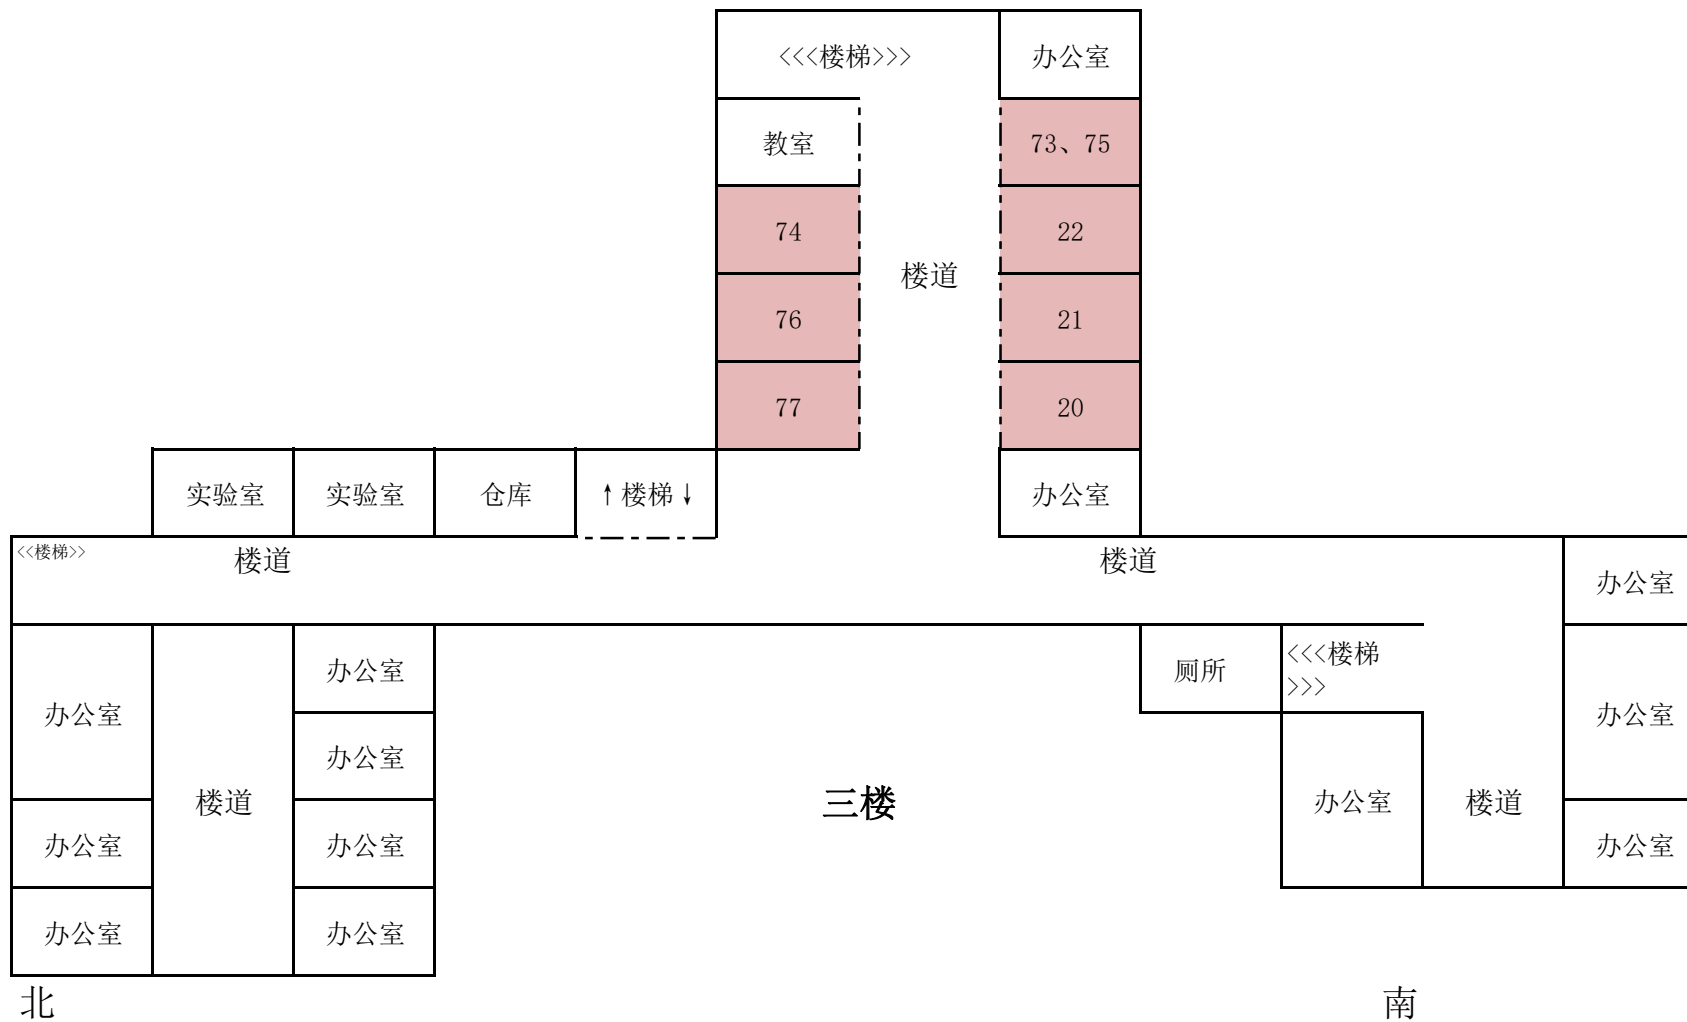 <<<楼梯>>>
办公室
教室
73、75
74
22
楼道
76
21
77
20
实验室
实验室
仓库
↑楼梯↓
办公室
<<楼梯>>
楼道
楼道
办公室
办公室
办公室
厕所
<<<楼梯
>>>
办公室
办公室
楼道
三楼
办公室
楼道
办公室
办公室
办公室
办公室
办公室
北
南